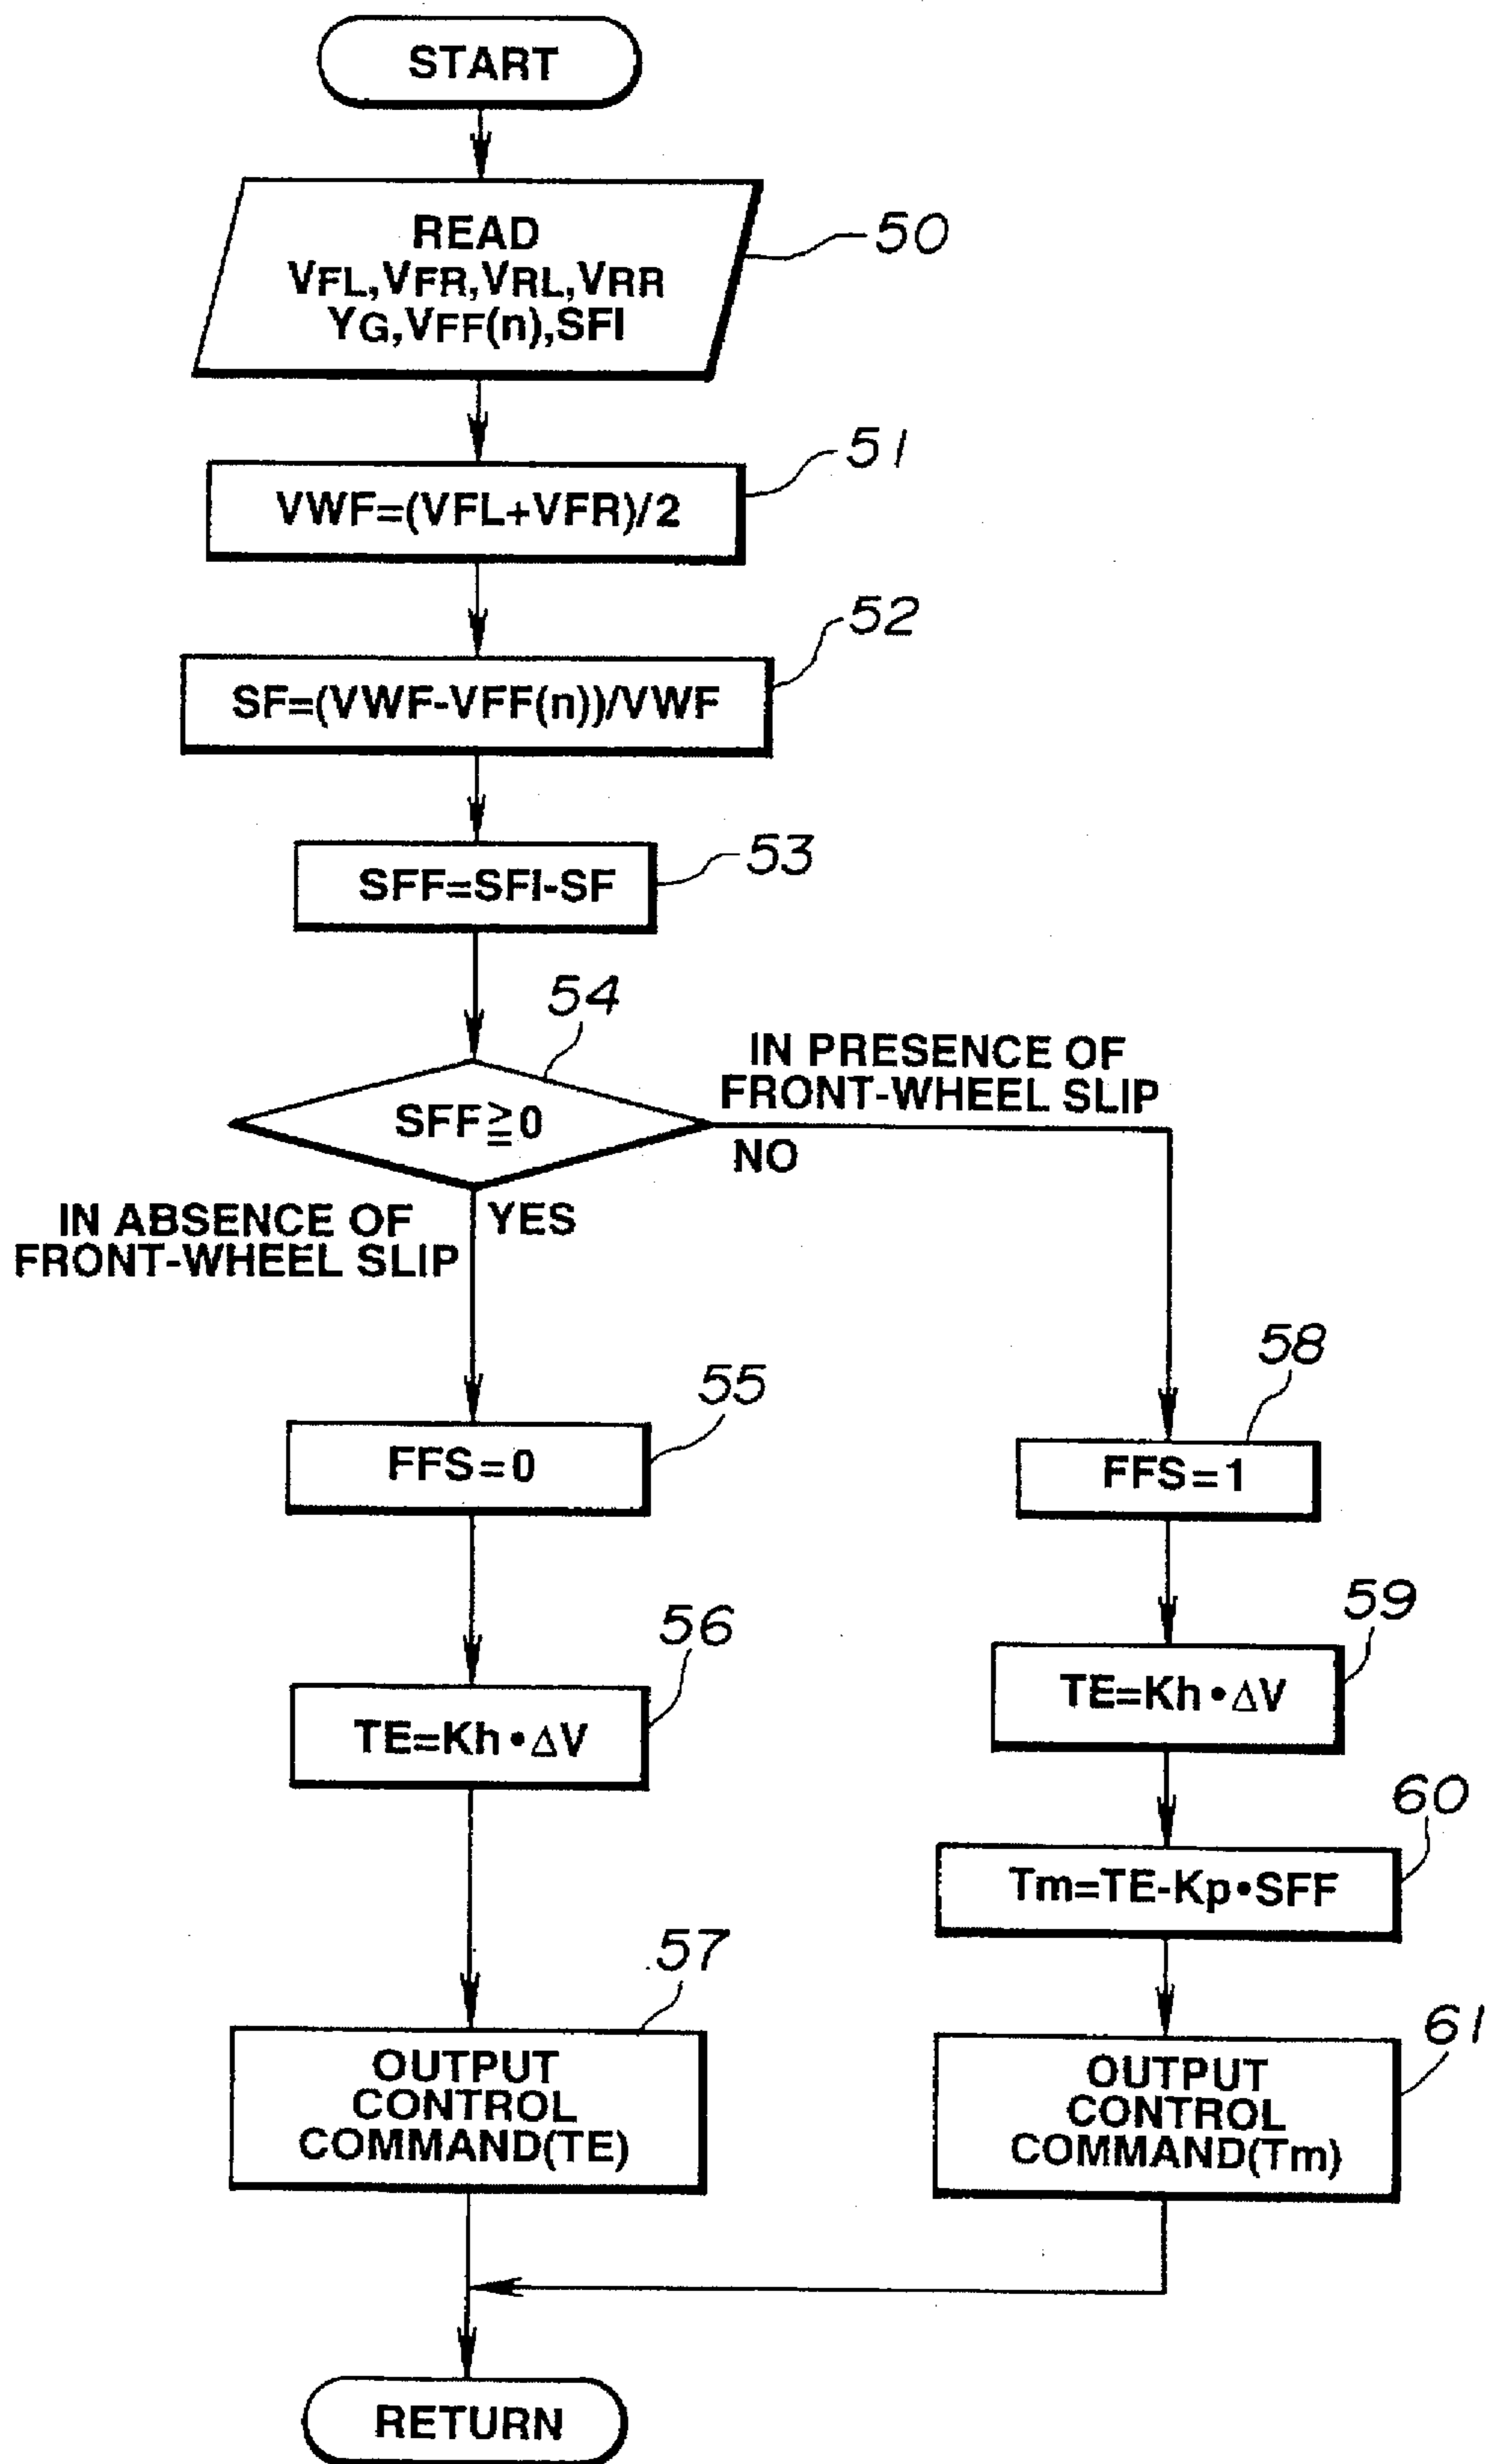 START
READ
VFL,VFR,VRL,VRR
YG,VFF(n),SFI
50
VWF=(VFL+VFR)/2
51
SF=(VWF-VFF(n))/VWF
52
SFF=SFI-SF
53
54
SFF≧0
IN PRESENCE OF
FRONT-WHEEL SLIP
NO
IN ABSENCE OF
FRONT-WHEEL SLIP
YES
FFS=0
55
TE=Kh•ΔV
56
OUTPUT
CONTROL
COMMAND(TE)
57
FFS=1
58
TE=Kh•ΔV
59
Tm=TE-Kp•SFF
60
OUTPUT
CONTROL
COMMAND(Tm)
61
RETURN